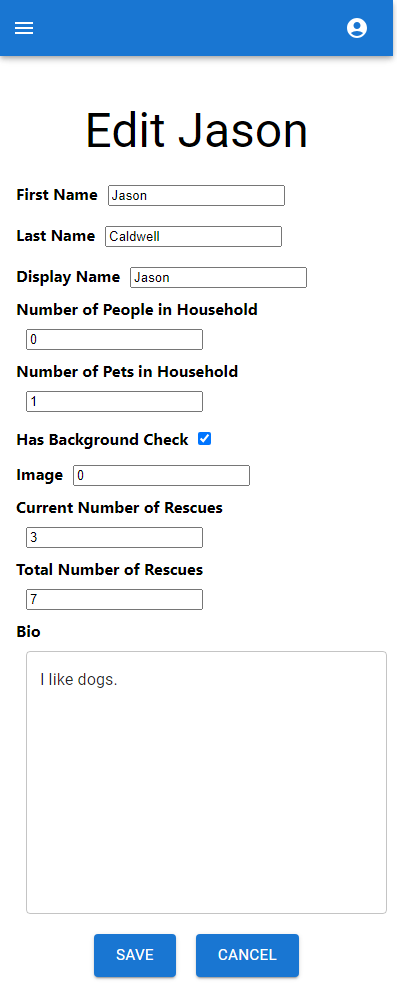 Edit Jason
First Name Jason
Last Name Caldwell
Display Name Jason
Number of People in Household
0
Number of Pets in Household
1
Has Background Check
Image 0
Current Number of Rescues
3
Total Number of Rescues
7
Bio
I like dogs.
SAVE CANCEL